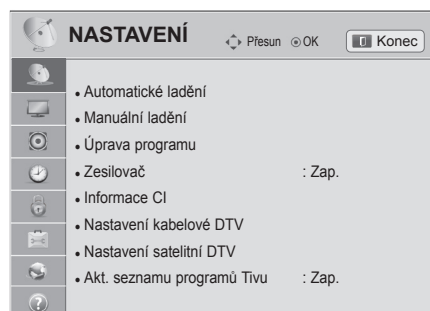 NASTAVENÍ Přesun OK Konec
• Automatické ladění
• Manuální ladění
• Úprava programu
• Zesilovač : Zap.
• Informace CI
• Nastavení kabelové DTV
• Nastavení satelitní DTV
• Akt. seznamu programů Tivu : Zap.